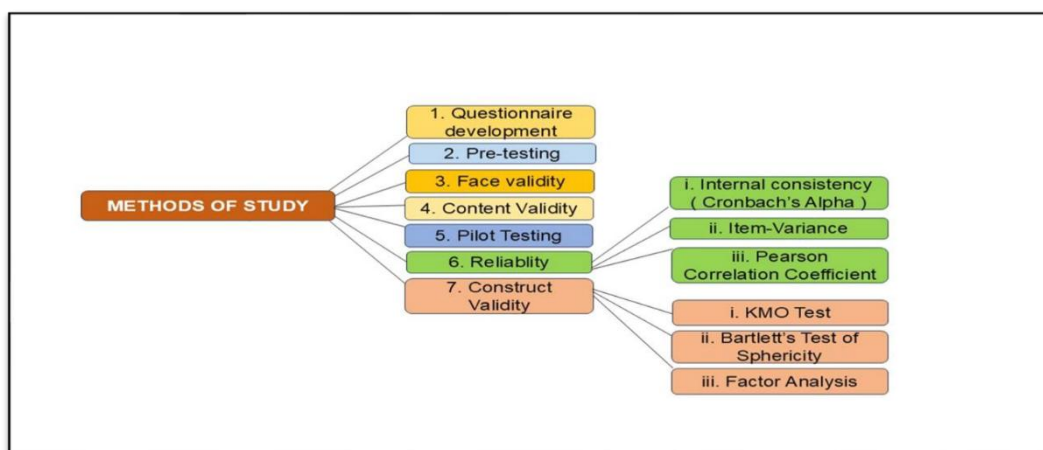 METHODS OF STUDY
1. Questionnaire
development
2. Pre-testing
3. Face validity
4. Content Validity
5. Pilot Testing
6. Reliablity
7. Construct
Validity
i. Internal consistency
( Cronbach's Alpha )
ii. Item-Variance
iii. Pearson
Correlation Coefficient
i. KMO Test
ii. Bartlett's Test of
Sphericity
iii. Factor Analysis